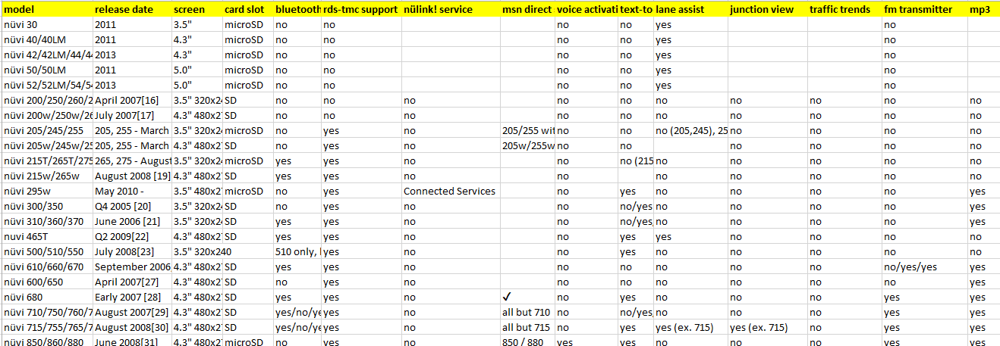 model release date screen card slot bluetooth rds-tmc support nülink! service msn direct voice activati text-to lane assist junction view traffic trends fm transmitter mp3
nüvi 30 2011 3.5" microSD no no no no yes no
nüvi 40/40LM 2011 4.3" microSD no no no no yes no
nüvi 42/42LM/44/44 2013 4.3" microSD no no no no yes no
nüvi 50/50LM 2011 5.0" microSD no no no no yes no
nüvi 52/52LM/54/54 2013 5.0" microSD no no no no yes no
nüvi 200/250/260/2 April 2007[16] 3.5" 320x24 SD no no no no no no no no no no
nüvi 200w/250w/26 July 2007[17] 4.3" 480x27 SD no no no no no no no no no no
nüvi 205/245/255 205, 255 - March 3.5" 320x24 microSD no yes no 205/255 wit no no no (205,245), 25 no no no no
nüvi 205w/245w/25 205, 255 - March 4.3" 480x27 SD no yes no 205w/255w no no no no no no
nüvi 215T/265T/275 265, 275 - August 3.5" 320x24 microSD yes yes no no no (215 no no no no no
nüvi 215w/265w August 2008 [19] 4.3" 480x27 SD yes yes no no no no no no no
nüvi 295w May 2010 - 4.3" 480x27 microSD no yes Connected Services no yes no no no no yes
nüvi 300/350 Q4 2005 [20] 3.5" 320x24 SD no yes no no no/yes no no no no yes
nüvi 310/360/370 June 2006 [21] 3.5" 320x24 SD yes yes no no no/yes/ no no no no yes
nuvi 465T Q2 2009[22] 4.3" 480x27 SD yes yes no no yes yes no no no no
nüvi 500/510/550 July 2008[23] 3.5" 320x240 510 only, yes no no yes no no no no no
nüvi 610/660/670 September 2006, 4.3" 480x27 SD yes yes no no no no no no no/yes/yes yes
nüvi 600/650 April 2007[27] 4.3" 480x27 SD no yes no no no no no no no yes
nüvi 680 Early 2007 [28] 4.3" 480x27 SD yes yes no ✓ no yes no no no yes yes
nüvi 710/750/760/7 August 2007[29] 4.3" 480x27 SD yes/no/ye yes no all but 710 no no/yes/ no no no yes yes
nüvi 715/755/765/7 August 2008[30] 4.3" 480x27 SD yes/no/ye yes no all but 715 no yes yes (ex. 715) yes (ex. 715) no yes yes
nüvi 850/860/880 June 2008[31] 4.3" 480x27 microSD no yes no 850 / 880 yes yes no no no yes yes